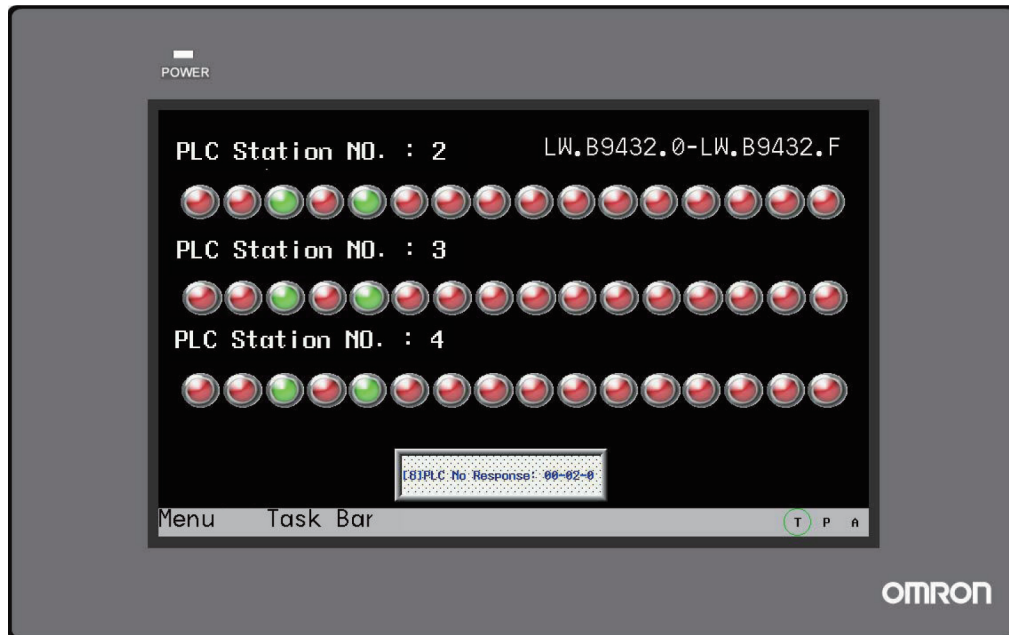 POWER
PLC Station NO. : 2
LW.B9432.0-LW.B9432.F
PLC Station NO. : 3
PLC Station NO. : 4
[8]PLC No Response: 00-02-0
Menu Task Bar T P A
OMRON